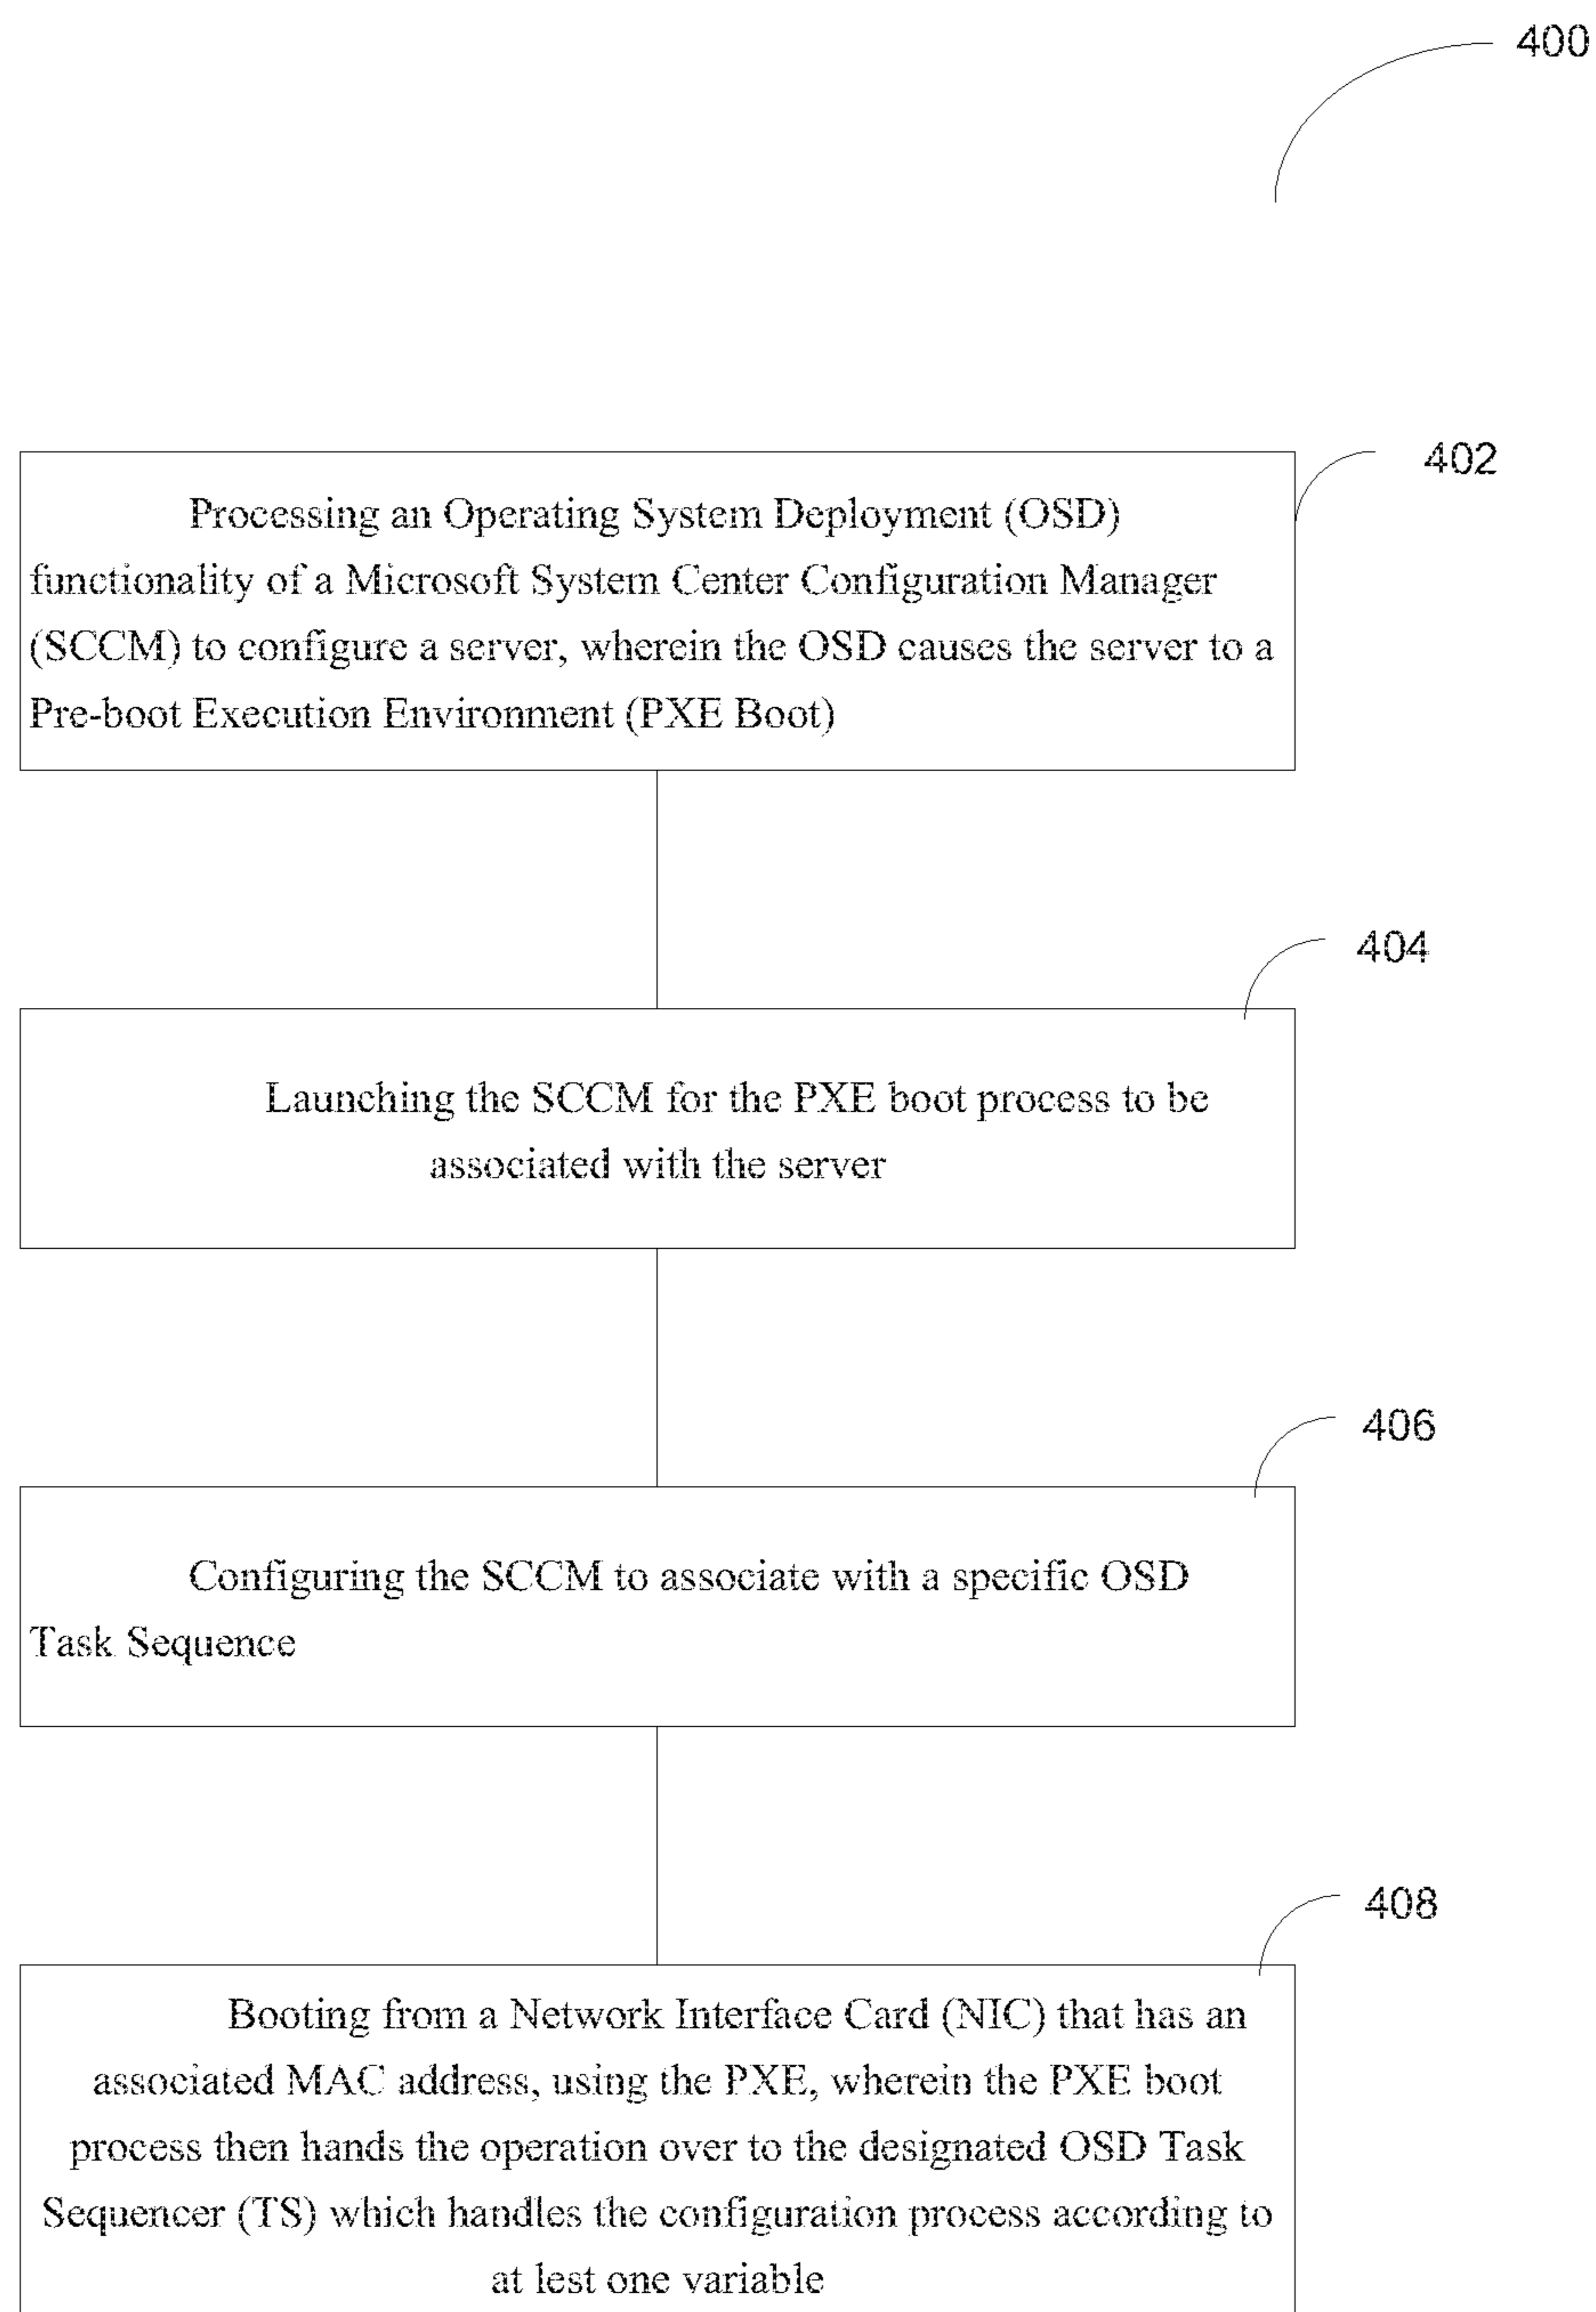 400
402
Processing an Operating System Deployment (OSD)
functionality of a Microsoft System Center Configuration Manager
(SCCM) to configure a server, wherein the OSD causes the server to a
Pre-boot Execution Environment (PXE Boot)
404
Launching the SCCM for the PXE boot process to be
associated with the server
406
Configuring the SCCM to associate with a specific OSD
Task Sequence
408
Booting from a Network Interface Card (NIC) that has an
associated MAC address, using the PXE, wherein the PXE boot
process then hands the operation over to the designated OSD Task
Sequencer (TS) which handles the configuration process according to
at lest one variable